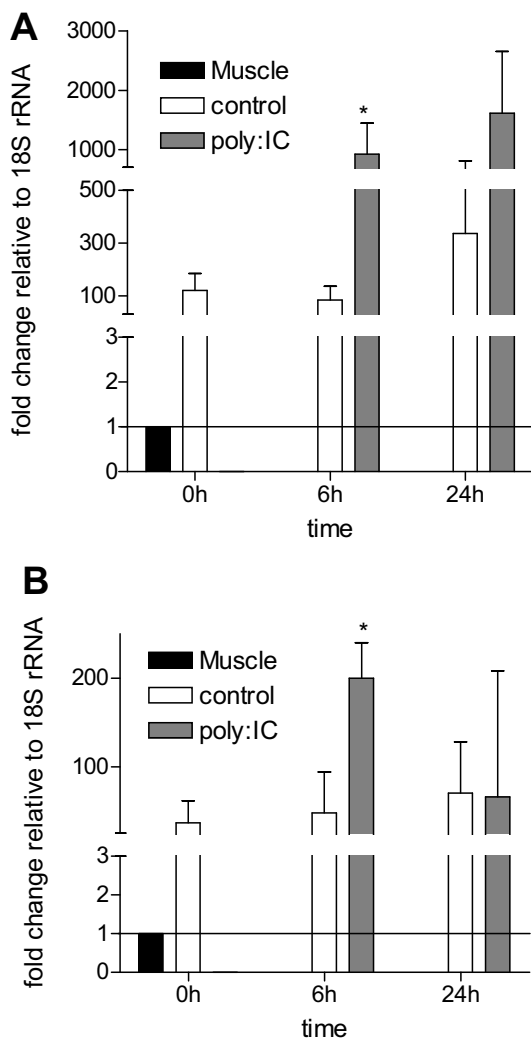 A
fold change relative to 18S rRNA
3000
2000
1000
500
300
100
3
1
0
Muscle
control
poly:IC
*
0h
6h
24h
time
B
fold change relative to 18S rRNA
200
100
3
2
1
0
Muscle
control
poly:IC
*
0h
6h
24h
time